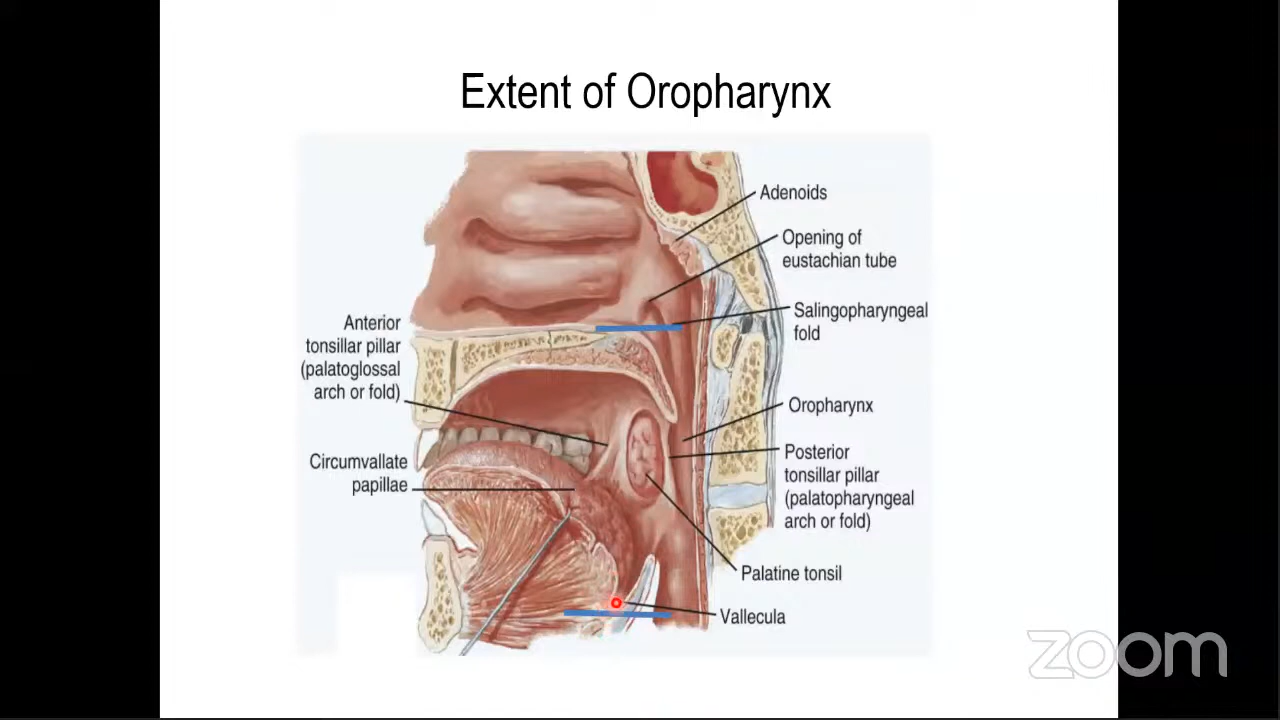 Extent of Oropharynx
Adenoids
Opening of
eustachian tube
Salingopharyngeal
fold
Anterior
tonsillar pillar
(palatoglossal
arch or fold)
Oropharynx
Circumvallate
papillae
Posterior
tonsillar pillar
(palatopharyngeal
arch or fold)
Palatine tonsil
Vallecula
zoom